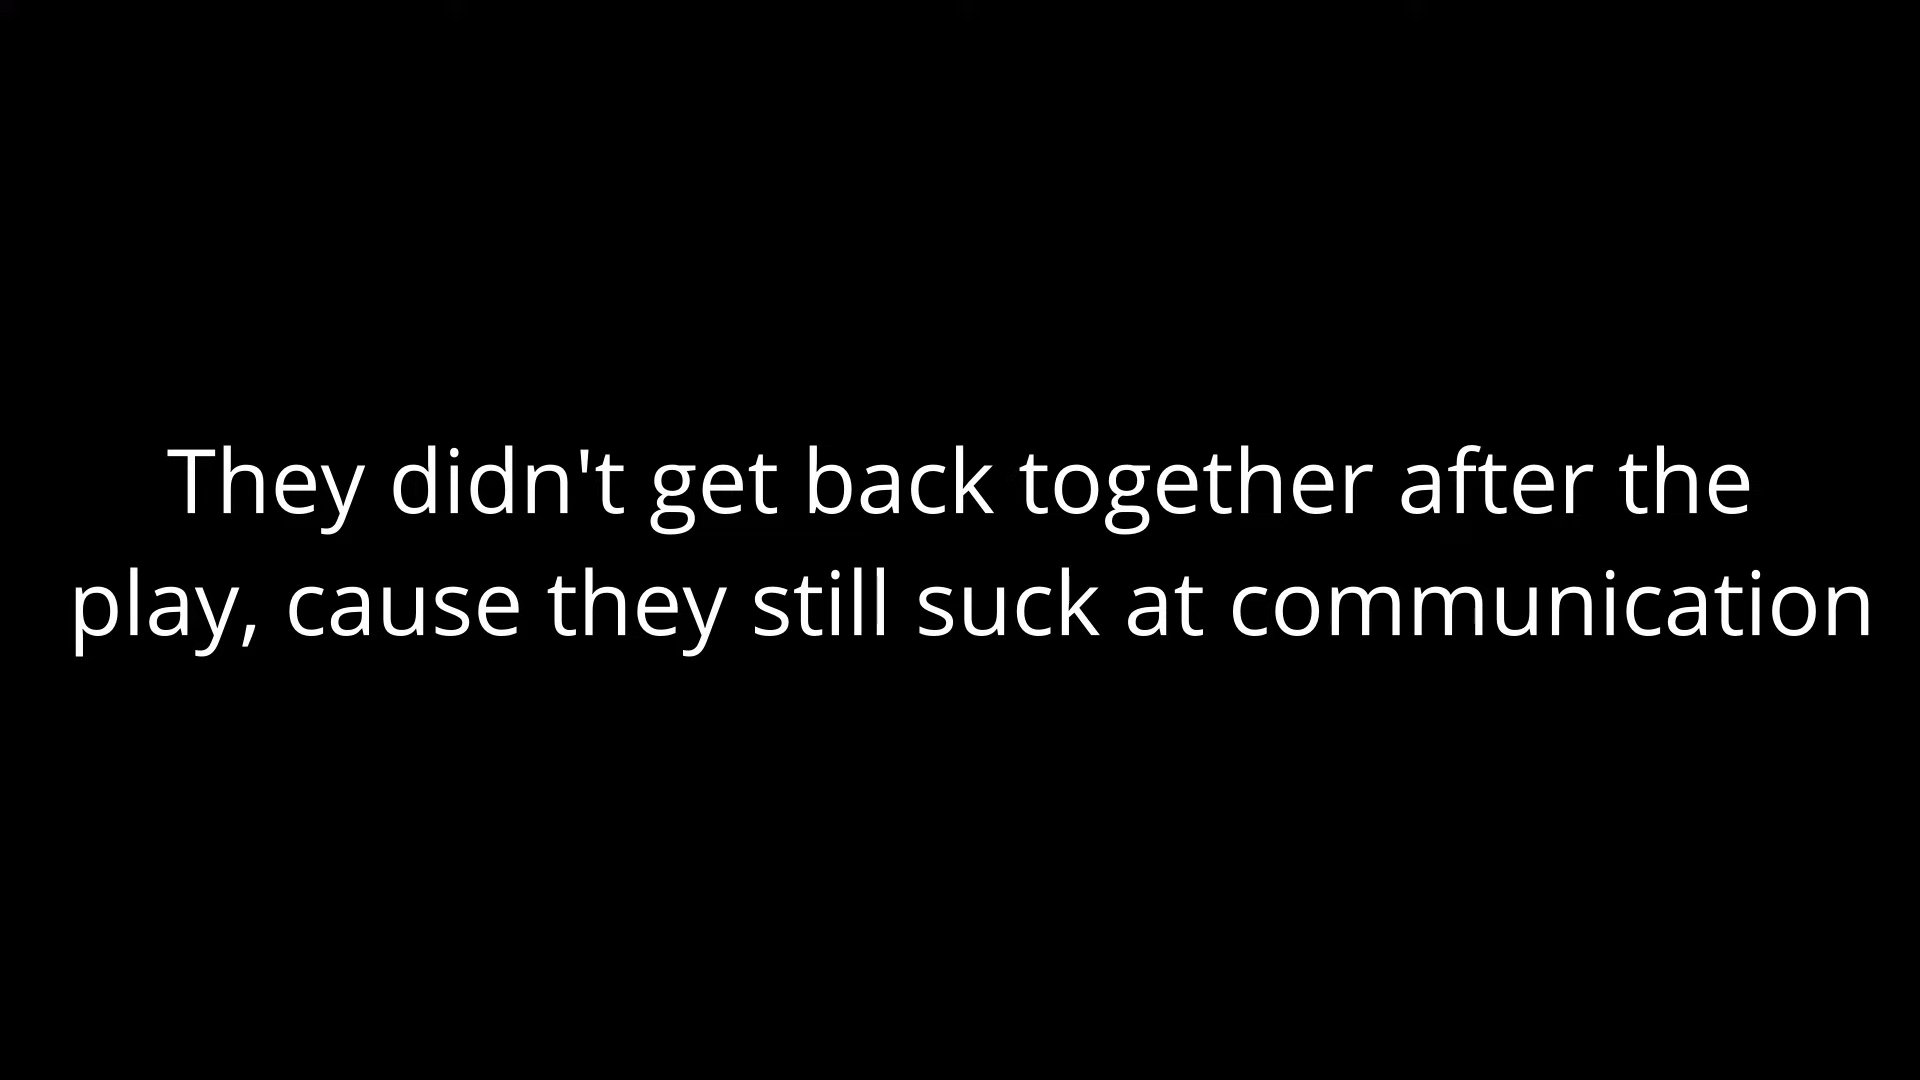 They didn't get back together after the
play, cause they still suck at communication